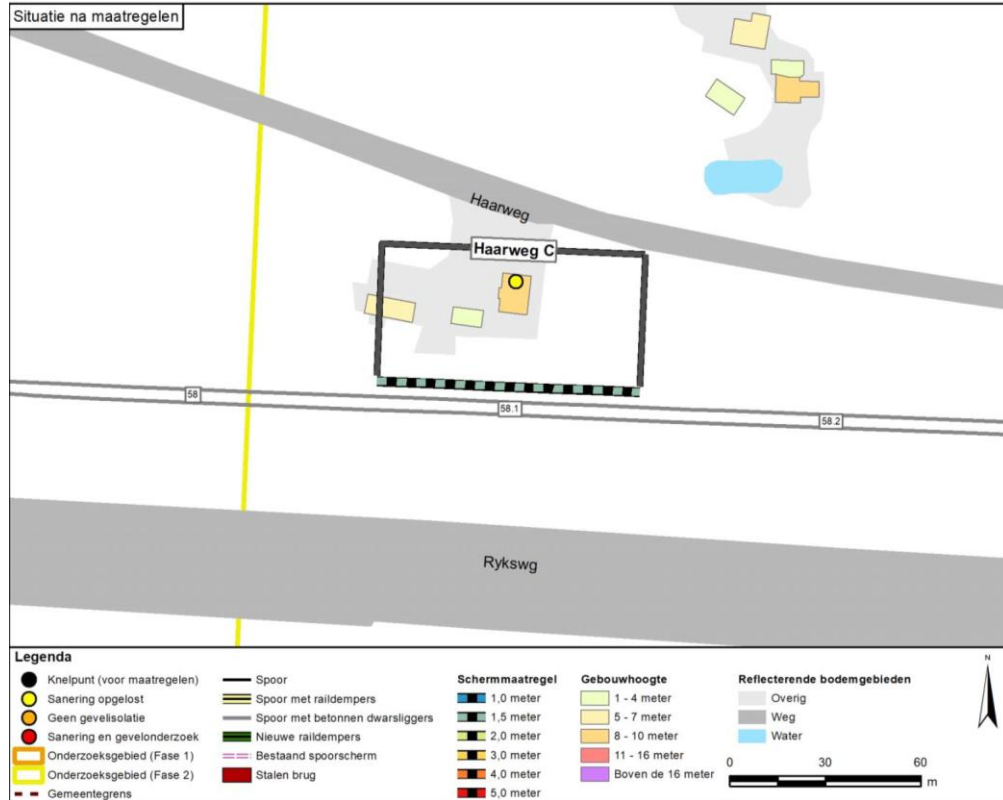 Situatie na maatregelen
Haarweg
Haarweg C
58
58.1
58.2
Rykswg
Legenda
Knelpunt (voor maatregelen)
Sanering opgelost
Geen gevelisolatie
Sanering en gevelonderzoek
Onderzoeksgebied (Fase 1)
Onderzoeksgebied (Fase 2)
Gemeentegrens
Spoor
Spoor met raildempers
Spoor met betonnen dwarsliggers
Nieuwe raildempers
Bestaand spoorscherm
Stalen brug
Schermmaatregel
1,0 meter
1,5 meter
2,0 meter
3,0 meter
4,0 meter
5,0 meter
Gebouwhoogte
1 - 4 meter
5 - 7 meter
8 - 10 meter
11 - 16 meter
Boven de 16 meter
Reflecterende bodemgebieden
Overig
Weg
Water
N
0 30 60
m